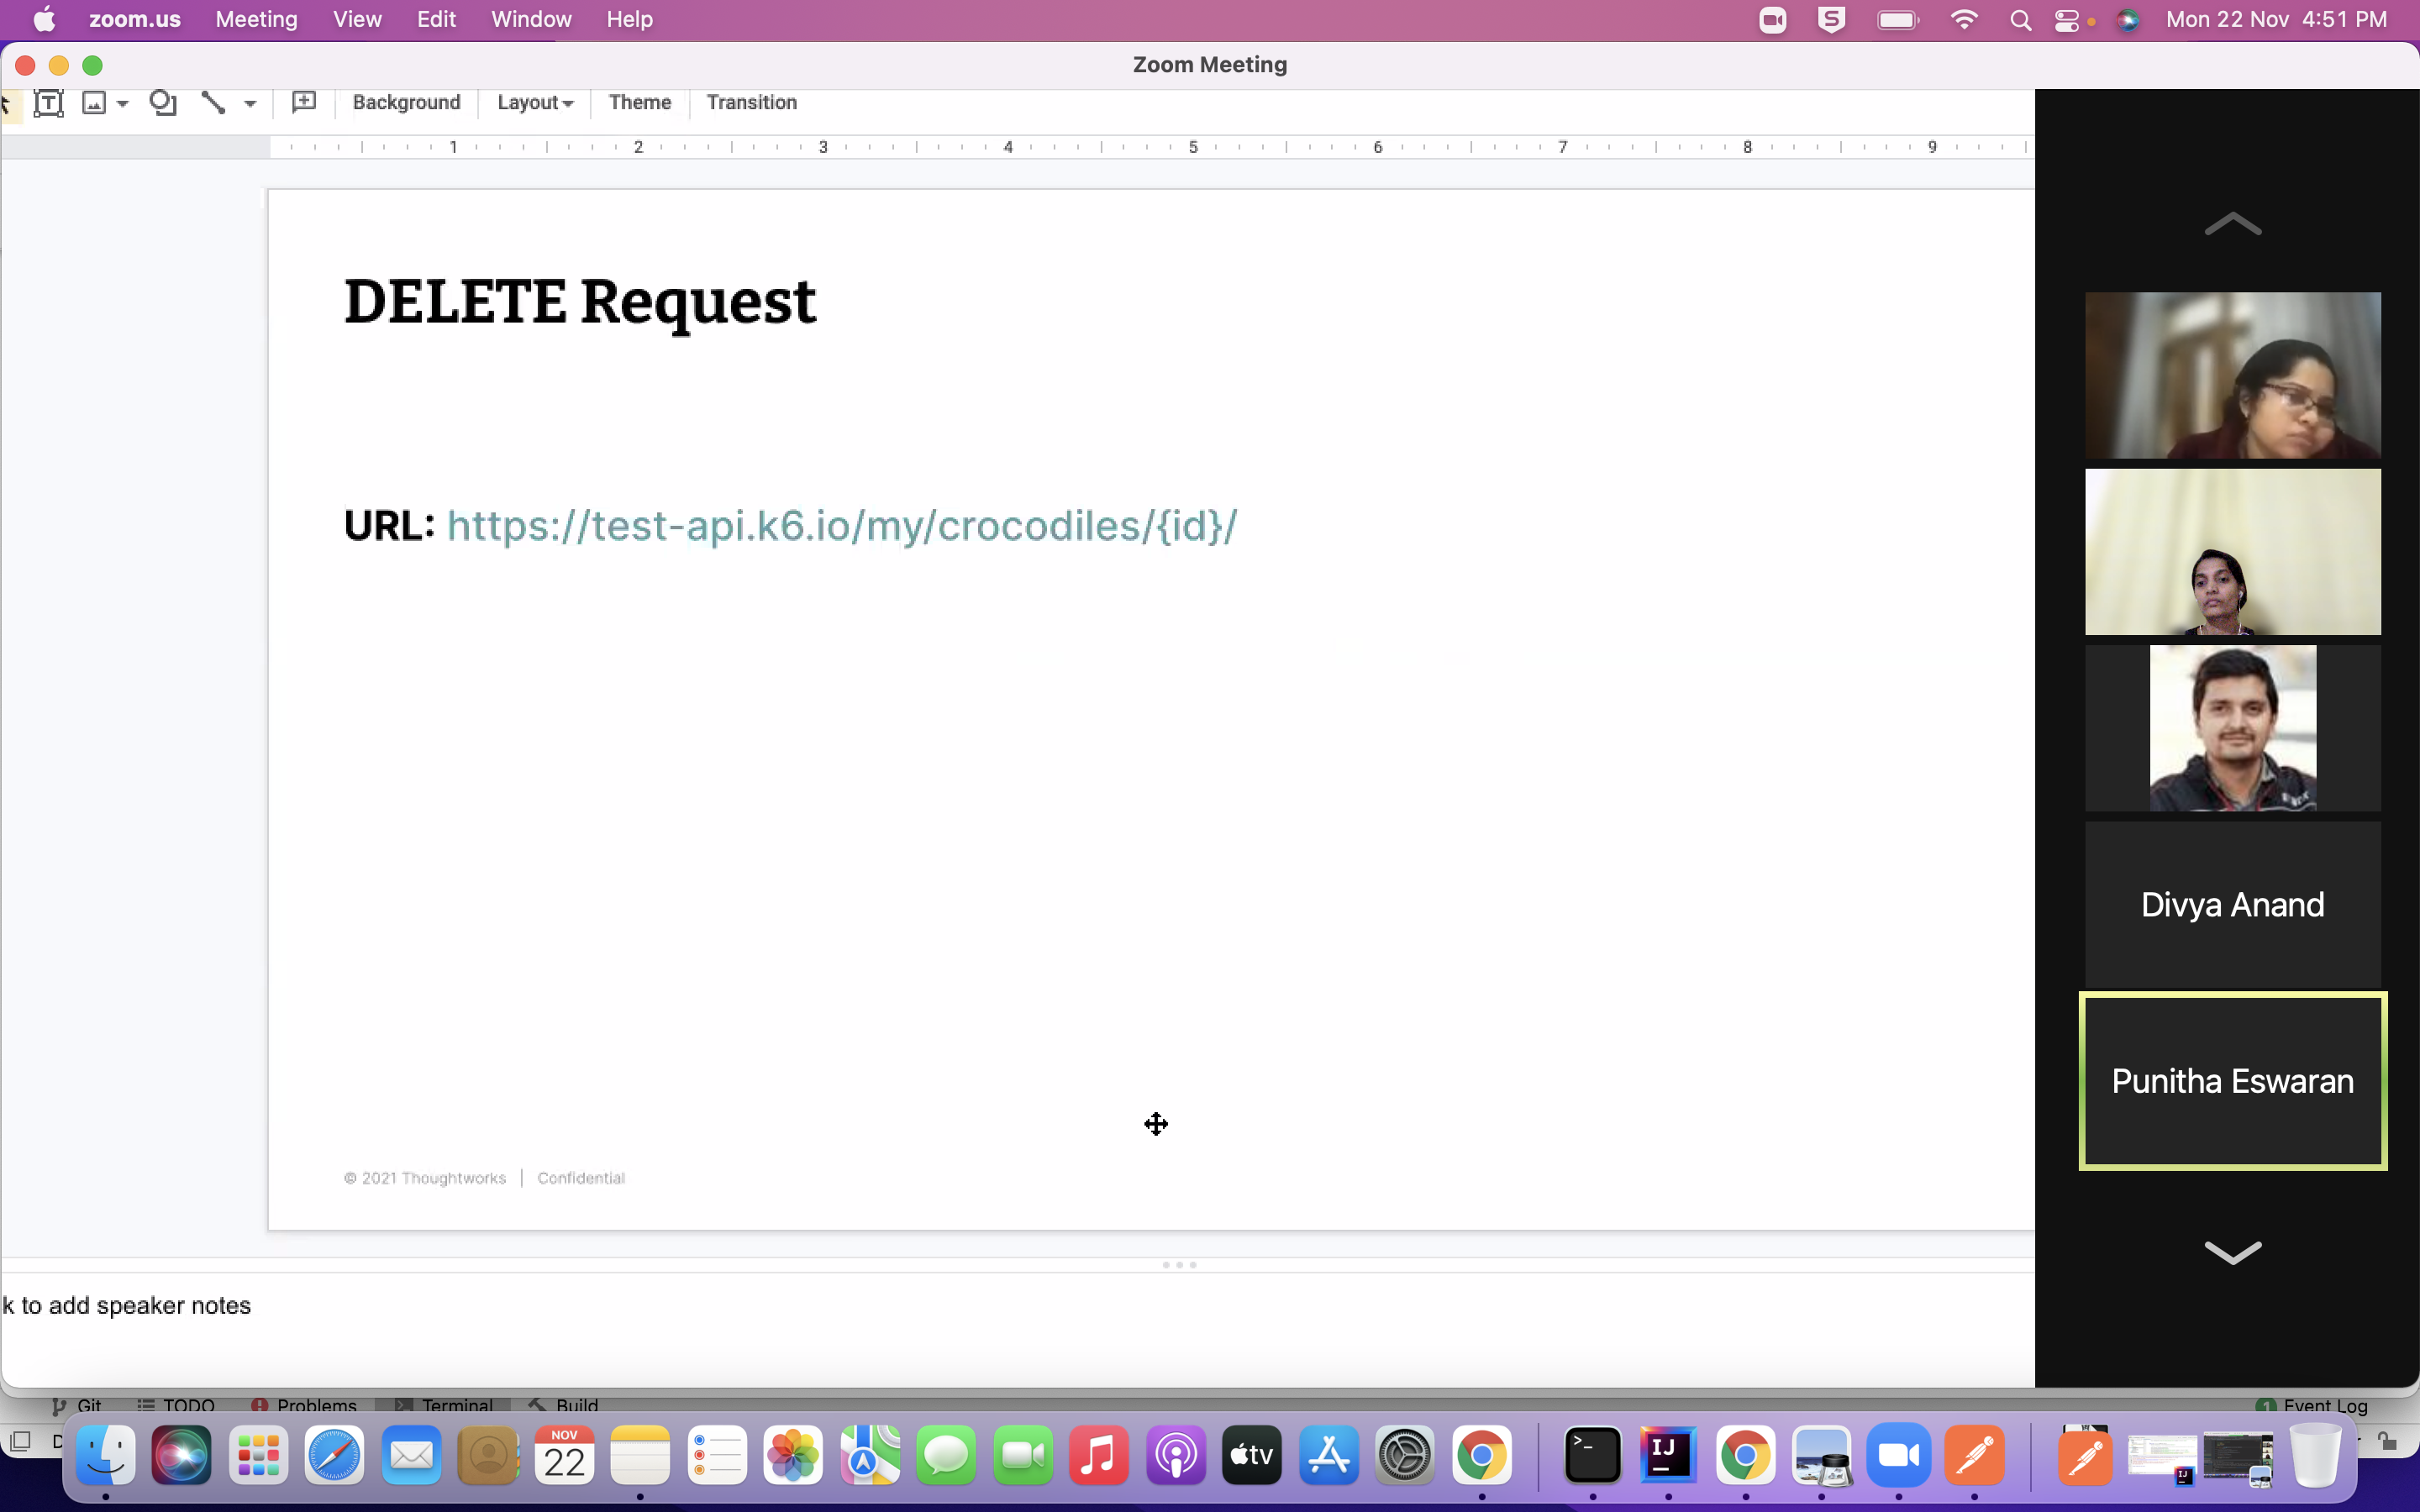 zoom.us Meeting View Edit Window Help
Mon 22 Nov 4:51 PM
Zoom Meeting
Background Layout Theme Transition
1 2 3 4 5 6 7 8 9
DELETE Request
URL: https://test-api.k6.io/my/crocodiles/{id}/
© 2021 Thoughtworks | Confidential
k to add speaker notes
Divya Anand
Punitha Eswaran
Git TODO Problems Terminal Build
1 Event Log
D
NOV
22
tv
>_
IJ